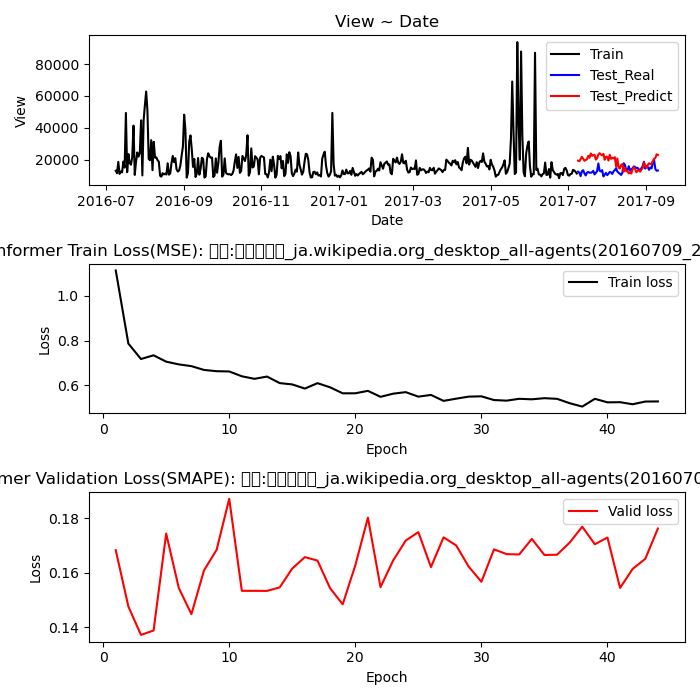 View ~ Date
View
80000
60000
40000
20000
Train
Test_Real
Test_Predict
2016-07 2016-09 2016-11 2017-01 2017-03 2017-05 2017-07 2017-09
Date
nformer Train Loss(MSE): □□:□□□□□_ja.wikipedia.org_desktop_all-agents(20160709_2
Loss
1.0
0.8
0.6
Train loss
0 10 20 30 40
Epoch
mer Validation Loss(SMAPE): □□:□□□□□_ja.wikipedia.org_desktop_all-agents(2016070
Loss
0.18
0.16
0.14
Valid loss
0 10 20 30 40
Epoch